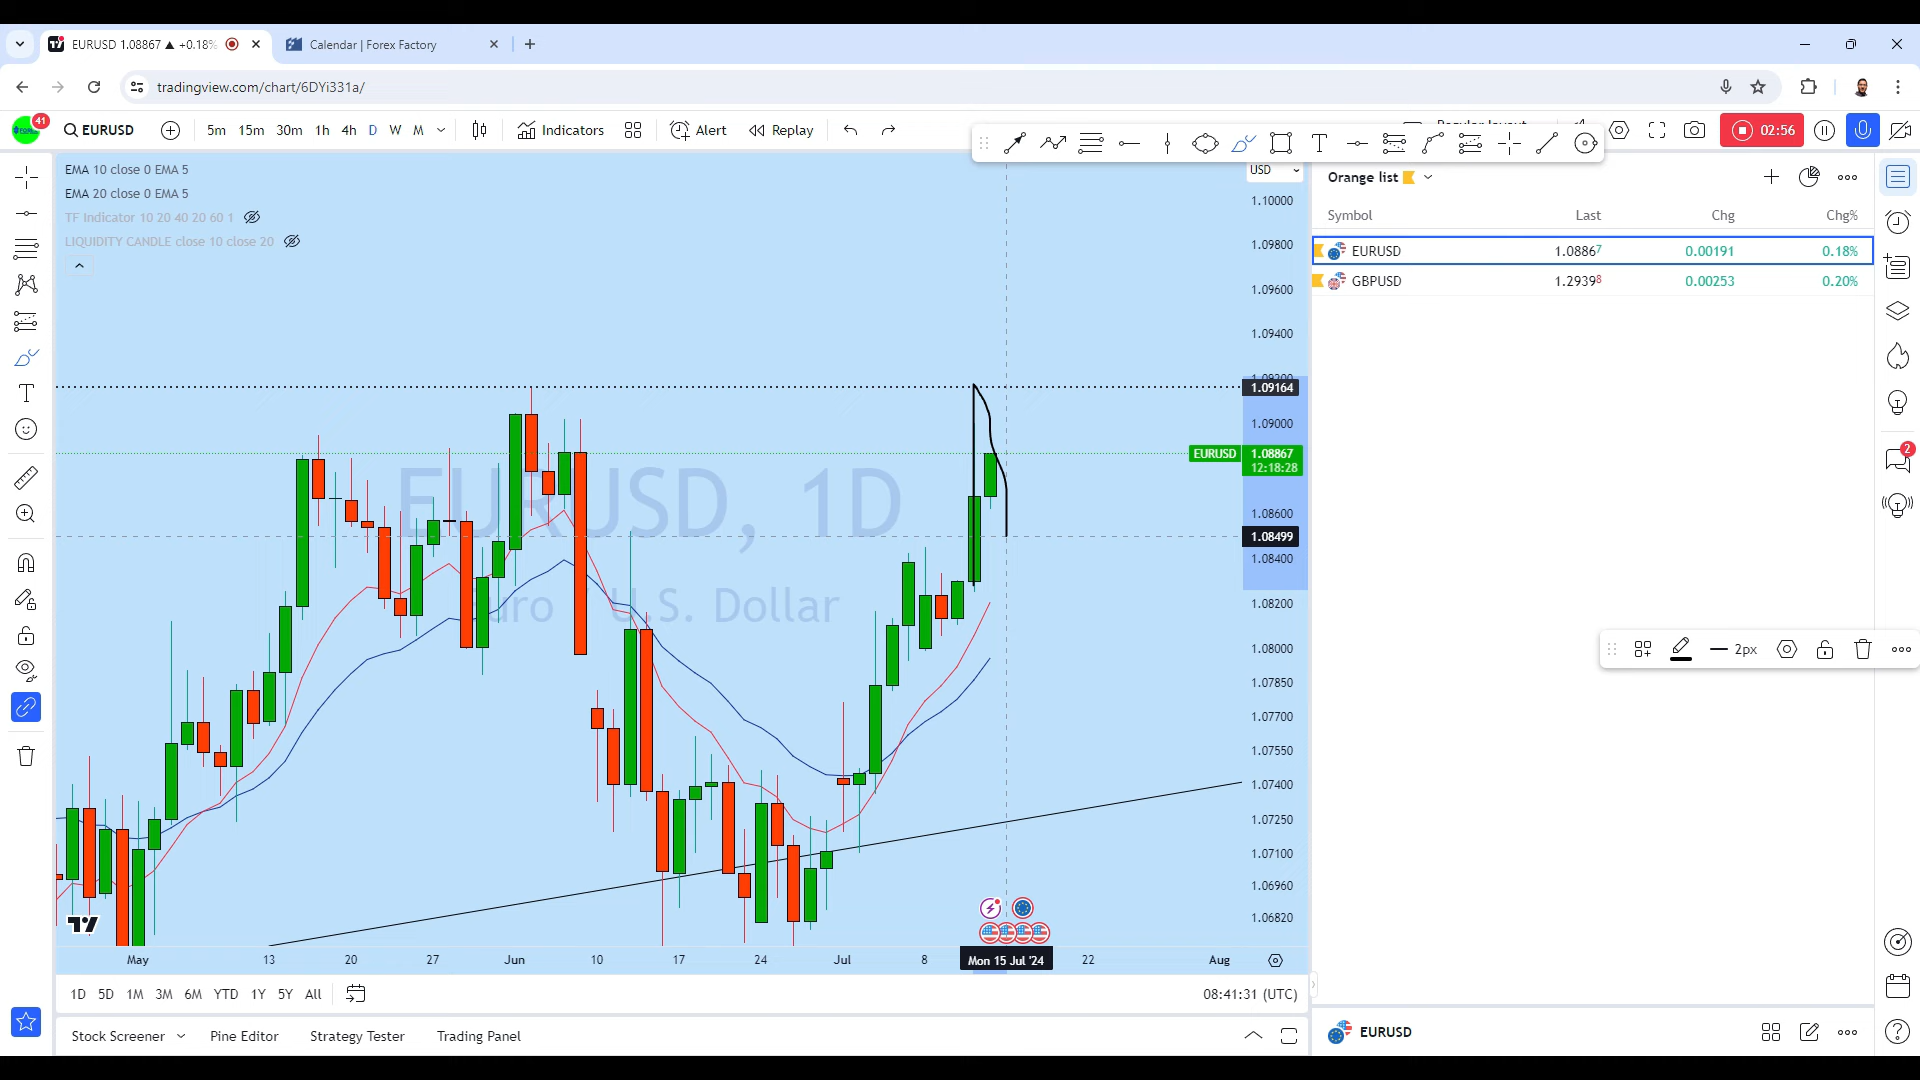 EURUSD 1.08867 ▲ +0.18%
Calendar | Forex Factory
tradingview.com/chart/6DYi331a/
41
EURUSD
5m 15m 30m 1h 4h D W M
Indicators
Alert
Replay
02:56
EMA 10 close 0 EMA 5
EMA 20 close 0 EMA 5
TF Indicator 10 20 40 20 60 1
LIQUIDITY CANDLE close 10 close 20
USD
1.10000
1.09800
1.09600
1.09400
1.09200
1.09164
1.09000
EURUSD 1.08867
12:18:28
1.08600
1.08499
1.08400
1.08200
1.08000
1.07850
1.07700
1.07550
1.07400
1.07250
1.07100
1.06960
1.06820
EURUSD, 1D
Euro / U.S. Dollar
May 13 20 27 Jun 10 17 24 Jul 8 Mon 15 Jul '24 22 Aug
1D 5D 1M 3M 6M YTD 1Y 5Y All
08:41:31 (UTC)
Stock Screener Pine Editor Strategy Tester Trading Panel
Orange list
Symbol Last Chg Chg%
EURUSD 1.08867 0.00191 0.18%
GBPUSD 1.29398 0.00253 0.20%
2
2px
EURUSD